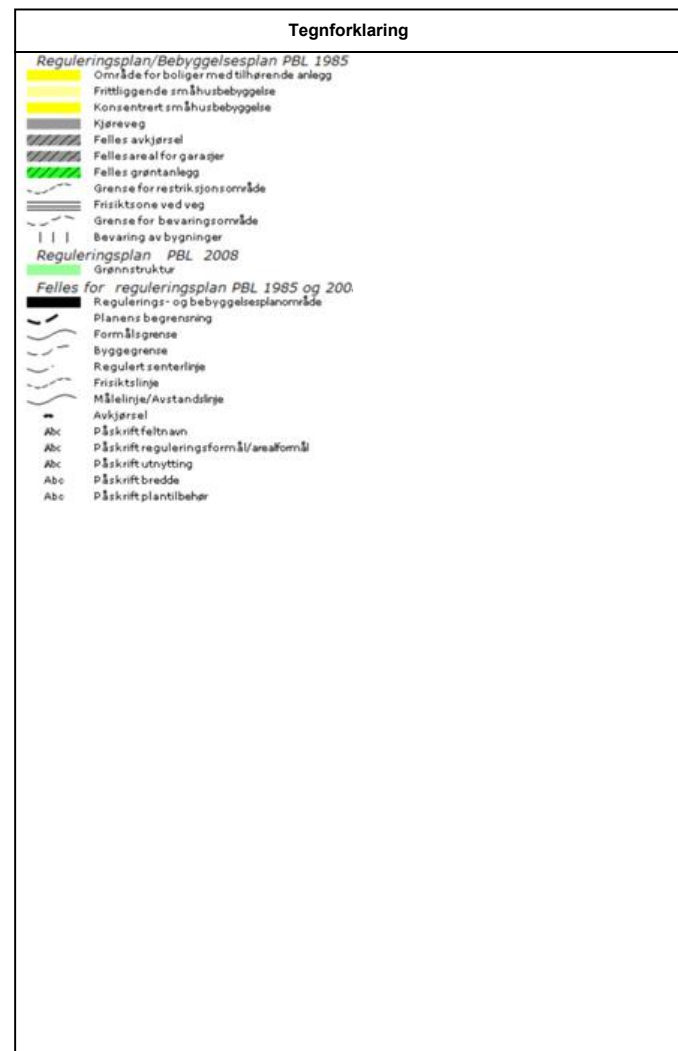 Tegnforklaring
Reguleringsplan/Bebyggelsesplan PBL 1985
Område for boliger med tilhørende anlegg
Frittliggende småhusbebyggelse
Konsentrert småhusbebyggelse
Kjøreveg
Felles avkjørsel
Felles areal for garasjer
Felles grøntanlegg
Grense for restriksjonsområde
Frisiktsone ved veg
Grense for bevaringsområde
Bevaring av bygninger
Reguleringsplan PBL 2008
Grønnstruktur
Felles for reguleringsplan PBL 1985 og 200
Regulerings- og bebyggelsesplanområde
Planens begrensning
Formålsgrense
Byggegrense
Regulert senterlinje
Frisiktslinje
Målelinje/Avstandslinje
Avkjørsel
Abc Påskrift feltnavn
Abc Påskrift reguleringsformål/arealformål
Abc Påskrift utnytting
Abc Påskrift bredde
Abc Påskrift plantilbehør